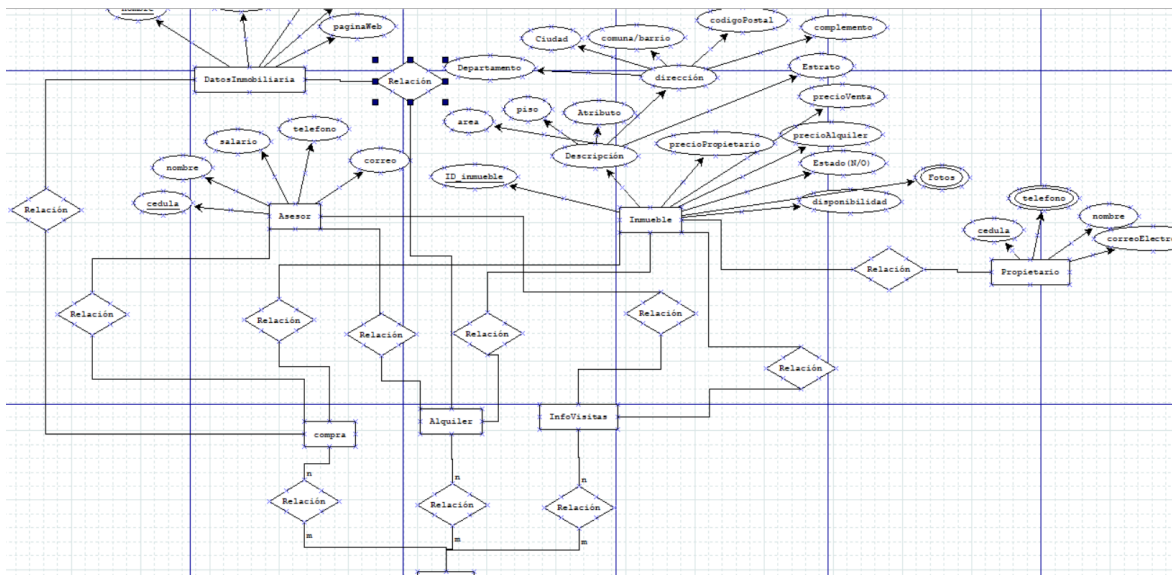 nombre
paginaWeb
codigoPostal
Ciudad
comuna/barrio
complemento
DatosInmobiliaria
Relación
Departamento
dirección
Estrato
precioVenta
area
piso
Atributo
precioAlquiler
salario
telefono
precioPropietario
nombre
correo
Descripción
Estado(N/O)
ID_inmueble
Fotos
cedula
Asesor
Inmueble
disponibilidad
telefono
Relación
cedula
nombre
correoElectro
Relación
Propietario
Relación
Relación
Relación
Relación
Relación
Relación
compra
Alquiler
InfoVisitas
n
n
n
Relación
Relación
Relación
m
m
m